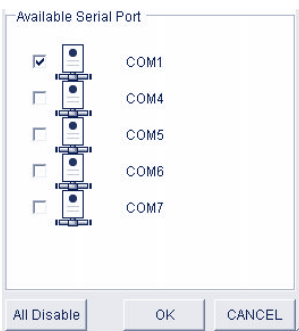 Available Serial Port
COM1
COM4
COM5
COM6
COM7
All Disable OK CANCEL